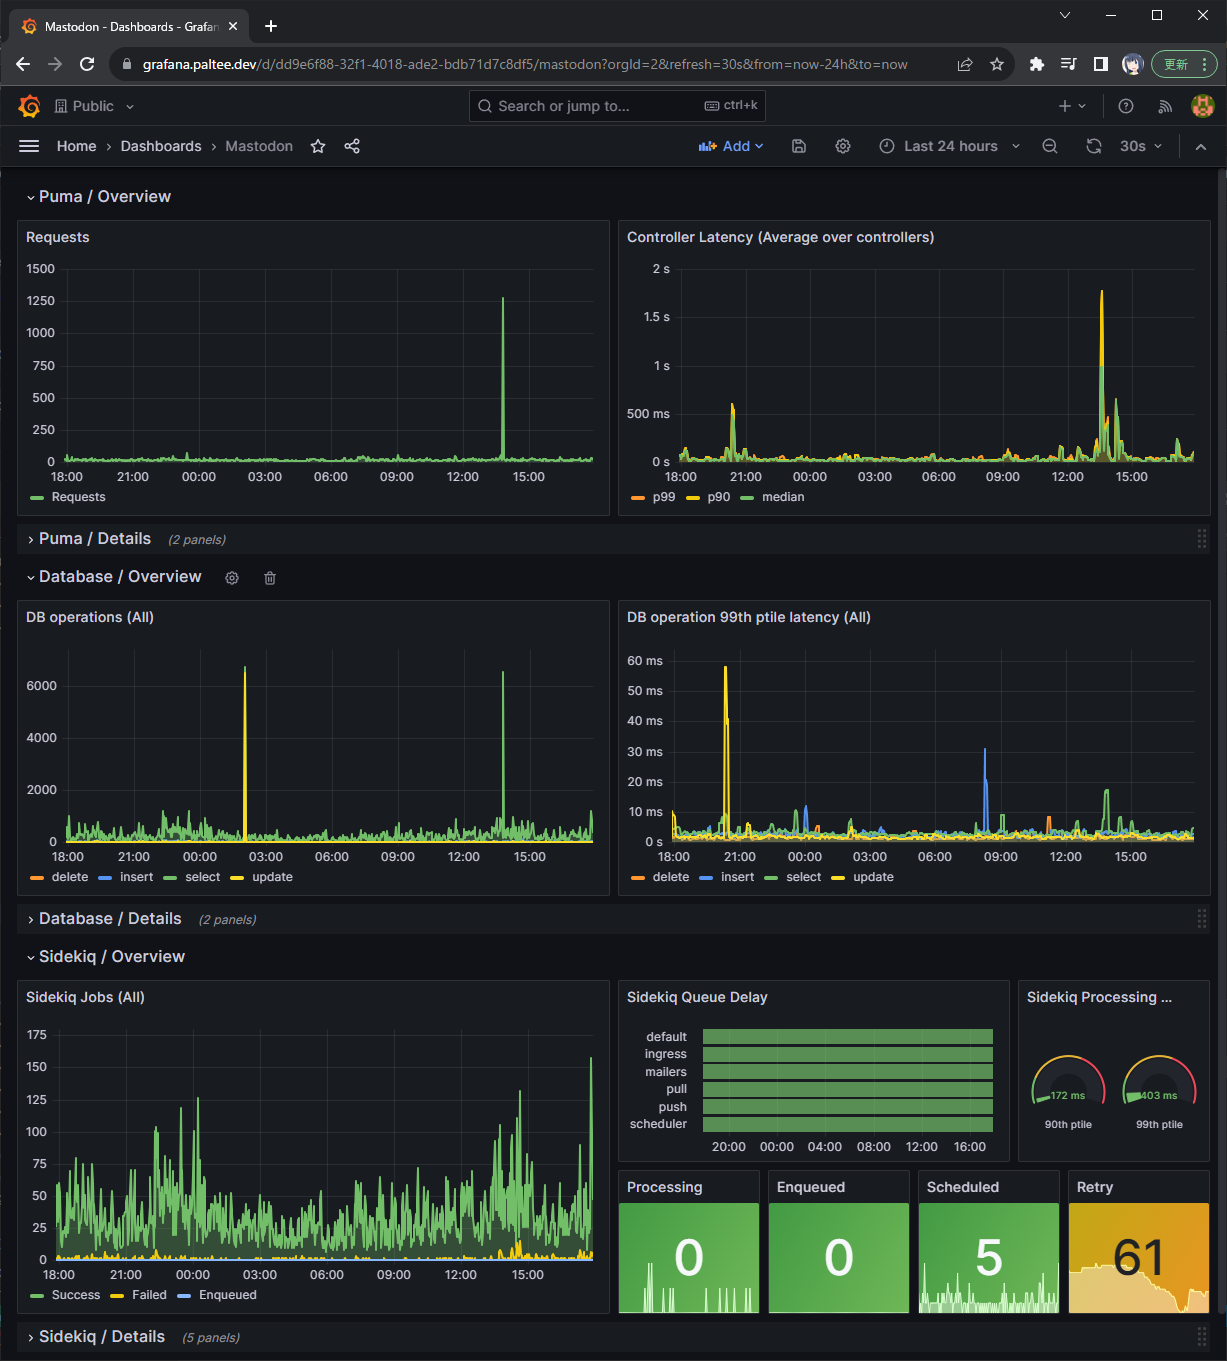 Mastodon - Dashboards - Grafan
grafana.paltee.dev/d/dd9e6f88-32f1-4018-ade2-bdb71d7c8df5/mastodon?orgId=2&refresh=30s&from=now-24h&to=now
更新
Public
Search or jump to...
ctrl+k
Home › Dashboards › Mastodon
Add
Last 24 hours
30s
Puma / Overview
Requests
1500
1250
1000
750
500
250
0
18:00 21:00 00:00 03:00 06:00 09:00 12:00 15:00
Requests
Controller Latency (Average over controllers)
2 s
1.5 s
1 s
500 ms
0 s
18:00 21:00 00:00 03:00 06:00 09:00 12:00 15:00
p99 p90 median
Puma / Details (2 panels)
Database / Overview
DB operations (All)
6000
4000
2000
0
18:00 21:00 00:00 03:00 06:00 09:00 12:00 15:00
delete insert select update
DB operation 99th ptile latency (All)
60 ms
50 ms
40 ms
30 ms
20 ms
10 ms
0 s
18:00 21:00 00:00 03:00 06:00 09:00 12:00 15:00
delete insert select update
Database / Details (2 panels)
Sidekiq / Overview
Sidekiq Jobs (All)
175
150
125
100
75
50
25
0
18:00 21:00 00:00 03:00 06:00 09:00 12:00 15:00
Success Failed Enqueued
Sidekiq Queue Delay
default
ingress
mailers
pull
push
scheduler
20:00 00:00 04:00 08:00 12:00 16:00
Sidekiq Processing ...
172 ms 403 ms
90th ptile 99th ptile
Processing
0
Enqueued
0
Scheduled
5
Retry
61
Sidekiq / Details (5 panels)